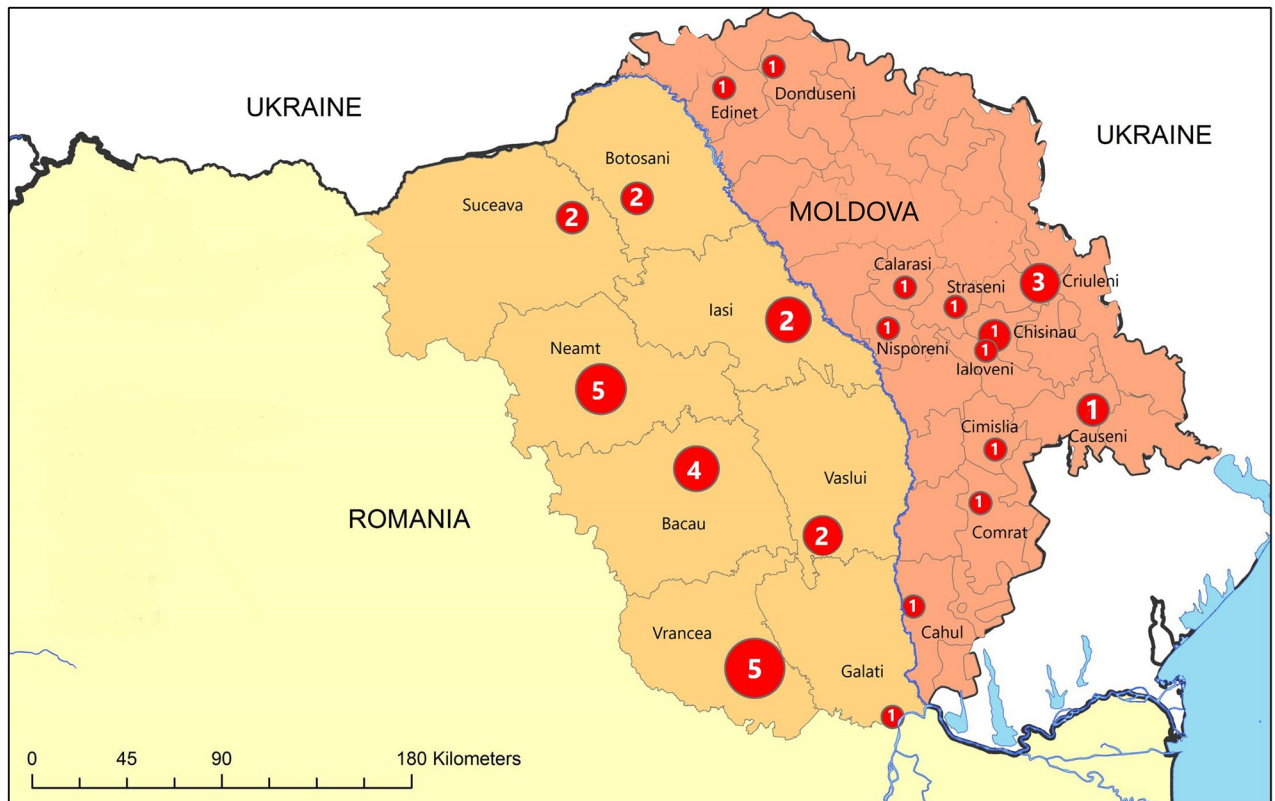 1
1
Donduseni
Edinet
UKRAINE
UKRAINE
Botosani
2
Suceava
2
MOLDOVA
Calarasi
1
Straseni
1
3
Criuleni
Iasi
2
1
Nisporeni
1
Chisinau
1
Ialoveni
Neamt
5
1
Causeni
Cimislia
1
4
Bacau
Vaslui
2
1
Comrat
ROMANIA
1
Cahul
Vrancea
5
Galati
1
0 45 90 180 Kilometers